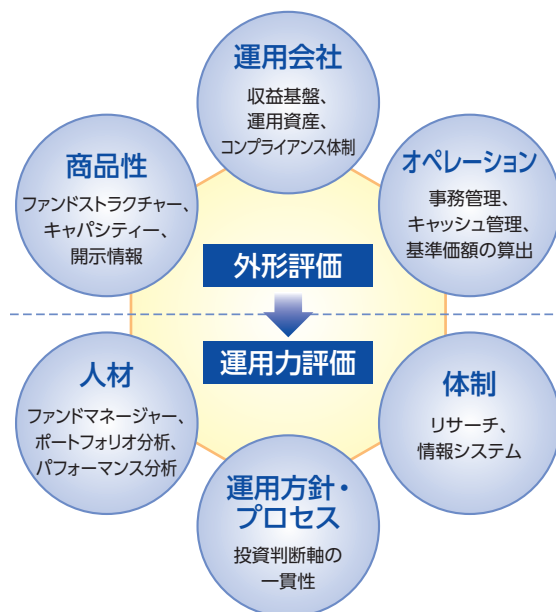 運用会社
収益基盤、
運用資産、
コンプライアンス体制
商品性
ファンドストラクチャー、
キャパシティー、
開示情報
オペレーション
事務管理、
キャッシュ管理、
基準価額の算出
外形評価
運用力評価
人材
ファンドマネージャー、
ポートフォリオ分析、
パフォーマンス分析
体制
リサーチ、
情報システム
運用方針・
プロセス
投資判断軸の
一貫性